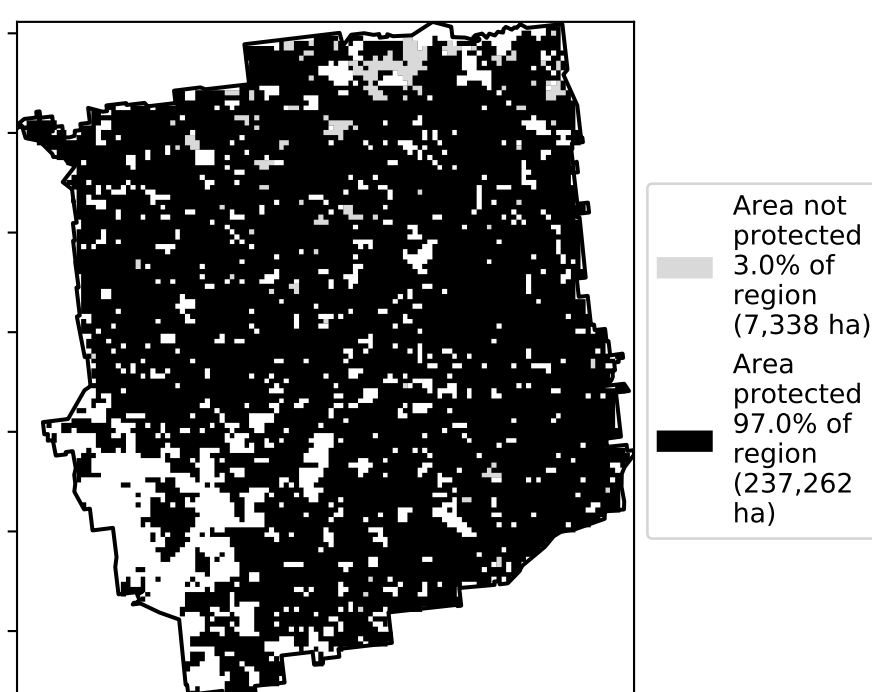 Area not
protected
3.0% of
region
(7,338 ha)
Area
protected
97.0% of
region
(237,262
ha)